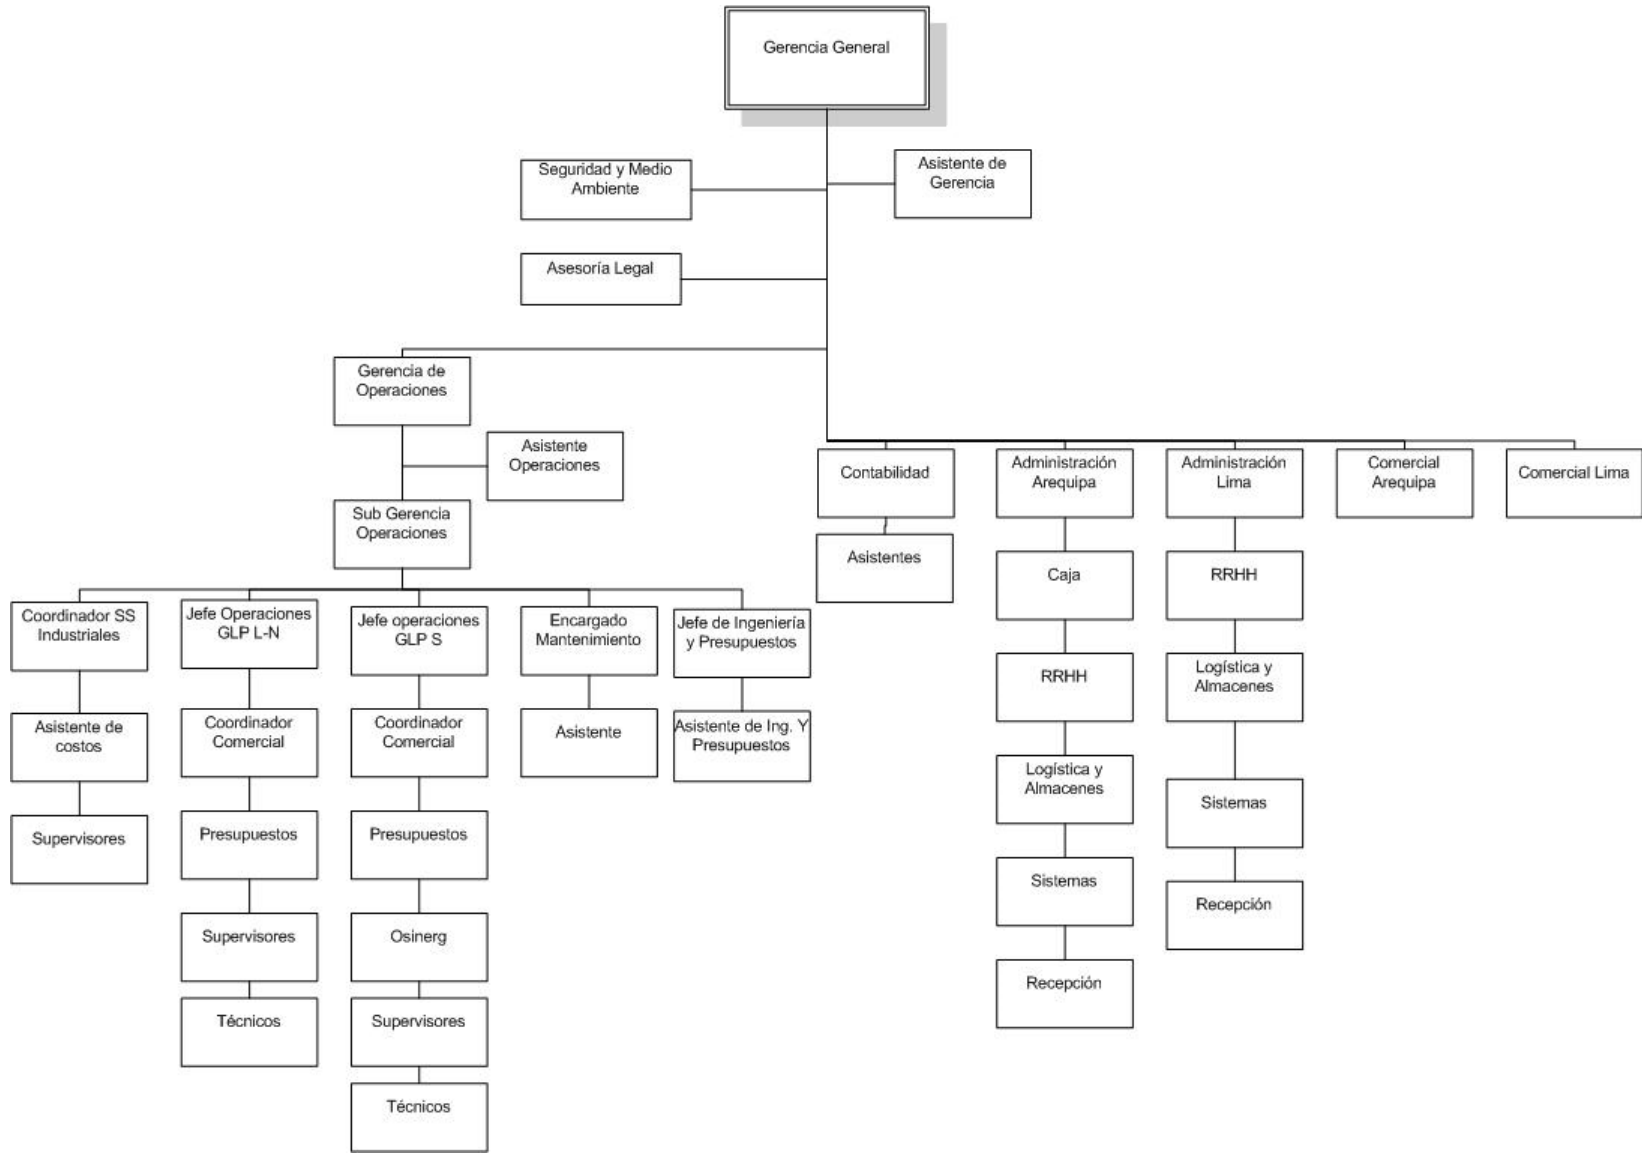 Gerencia General
Seguridad y Medio
Ambiente
Asistente de
Gerencia
Asesoría Legal
Gerencia de
Operaciones
Asistente
Operaciones
Sub Gerencia
Operaciones
Contabilidad
Asistentes
Administración
Arequipa
Caja
RRHH
Logística y
Almacenes
Sistemas
Recepción
Administración
Lima
RRHH
Logística y
Almacenes
Sistemas
Recepción
Comercial
Arequipa
Comercial Lima
Coordinador SS
Industriales
Asistente de
costos
Supervisores
Jefe Operaciones
GLP L-N
Coordinador
Comercial
Presupuestos
Supervisores
Técnicos
Jefe operaciones
GLP S
Coordinador
Comercial
Presupuestos
Osinerg
Supervisores
Técnicos
Encargado
Mantenimiento
Asistente
Jefe de Ingeniería
y Presupuestos
Asistente de Ing. Y
Presupuestos